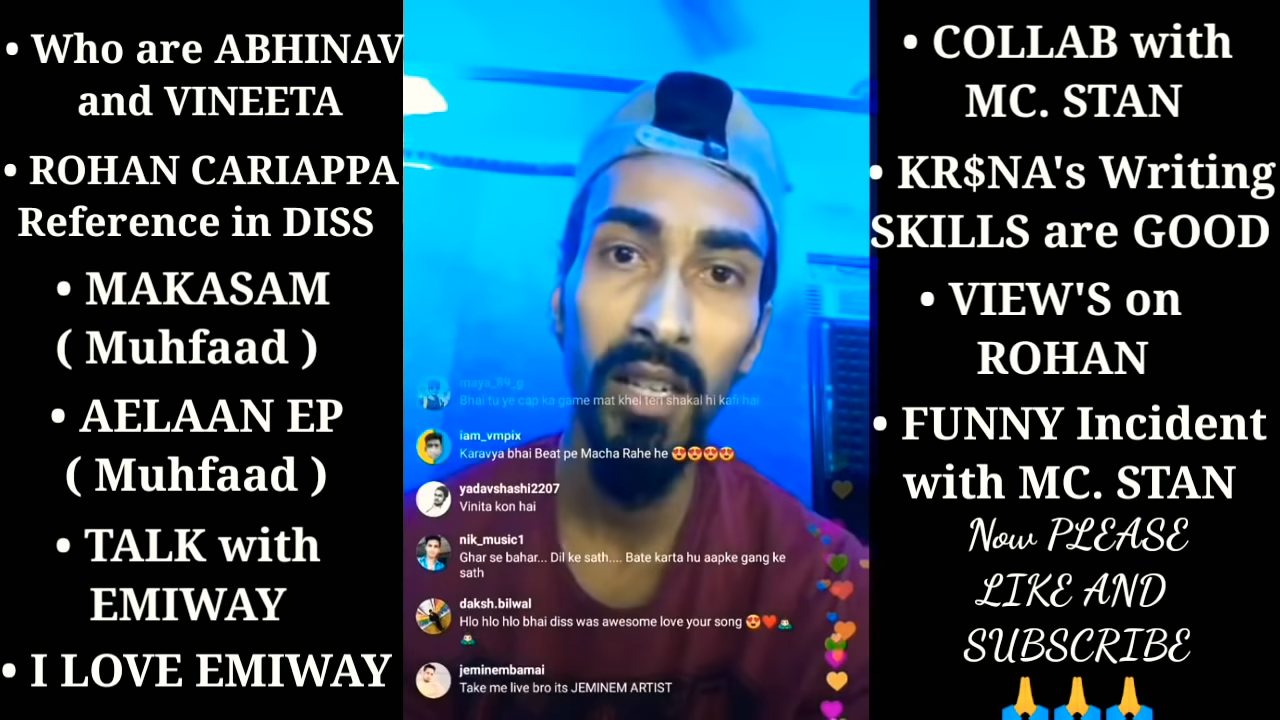 • Who are ABHINAV
and VINEETA
• ROHAN CARIAPPA
Reference in DISS
• MAKASAM
( Muhfaad )
• AELAAN EP
( Muhfaad )
• TALK with
EMIWAY
• I LOVE EMIWAY
maya_89_g
Bhai tu ye cap ka game mat khel teri shakal hi kafi hai
iam_vmpix
Karavya bhai Beat pe Macha Rahe he 😍😍😍😍
yadavshashi2207
Vinita kon hai
nik_music1
Ghar se bahar... Dil ke sath.... Bate karta hu aapke gang ke
sath
daksh.bilwal
Hlo hlo hlo bhai diss was awesome love your song 😍❤️🙇🏻‍♂️
🙇🏻‍♂️
jeminembamai
Take me live bro its JEMINEM ARTIST
• COLLAB with
MC. STAN
• KR$NA's Writing
SKILLS are GOOD
• VIEW'S on
ROHAN
• FUNNY Incident
with MC. STAN
Now PLEASE
LIKE AND
SUBSCRIBE
🙏🙏🙏